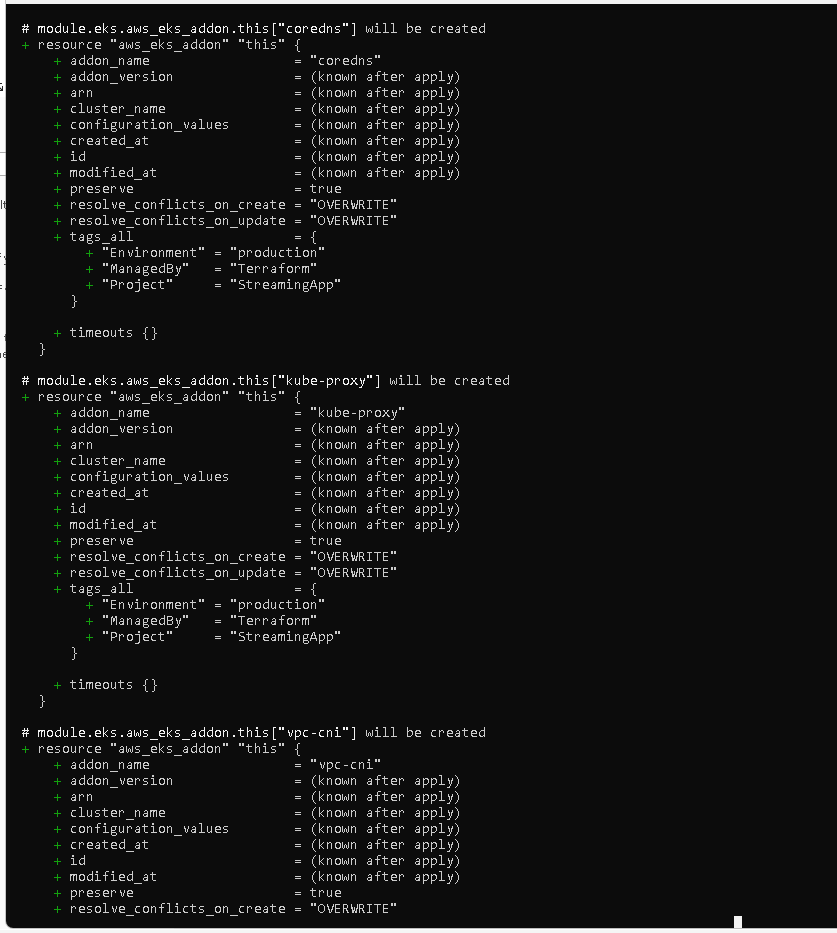 # module.eks.aws_eks_addon.this["coredns"] will be created
+ resource "aws_eks_addon" "this" {
    + addon_name                  = "coredns"
    + addon_version               = (known after apply)
    + arn                         = (known after apply)
    + cluster_name                = (known after apply)
    + configuration_values        = (known after apply)
    + created_at                  = (known after apply)
    + id                          = (known after apply)
    + modified_at                 = (known after apply)
    + preserve                    = true
    + resolve_conflicts_on_create = "OVERWRITE"
    + resolve_conflicts_on_update = "OVERWRITE"
    + tags_all                    = {
        + "Environment" = "production"
        + "ManagedBy"   = "Terraform"
        + "Project"     = "StreamingApp"
      }
    + timeouts {}
  }
# module.eks.aws_eks_addon.this["kube-proxy"] will be created
+ resource "aws_eks_addon" "this" {
    + addon_name                  = "kube-proxy"
    + addon_version               = (known after apply)
    + arn                         = (known after apply)
    + cluster_name                = (known after apply)
    + configuration_values        = (known after apply)
    + created_at                  = (known after apply)
    + id                          = (known after apply)
    + modified_at                 = (known after apply)
    + preserve                    = true
    + resolve_conflicts_on_create = "OVERWRITE"
    + resolve_conflicts_on_update = "OVERWRITE"
    + tags_all                    = {
        + "Environment" = "production"
        + "ManagedBy"   = "Terraform"
        + "Project"     = "StreamingApp"
      }
    + timeouts {}
  }
# module.eks.aws_eks_addon.this["vpc-cni"] will be created
+ resource "aws_eks_addon" "this" {
    + addon_name                  = "vpc-cni"
    + addon_version               = (known after apply)
    + arn                         = (known after apply)
    + cluster_name                = (known after apply)
    + configuration_values        = (known after apply)
    + created_at                  = (known after apply)
    + id                          = (known after apply)
    + modified_at                 = (known after apply)
    + preserve                    = true
    + resolve_conflicts_on_create = "OVERWRITE"